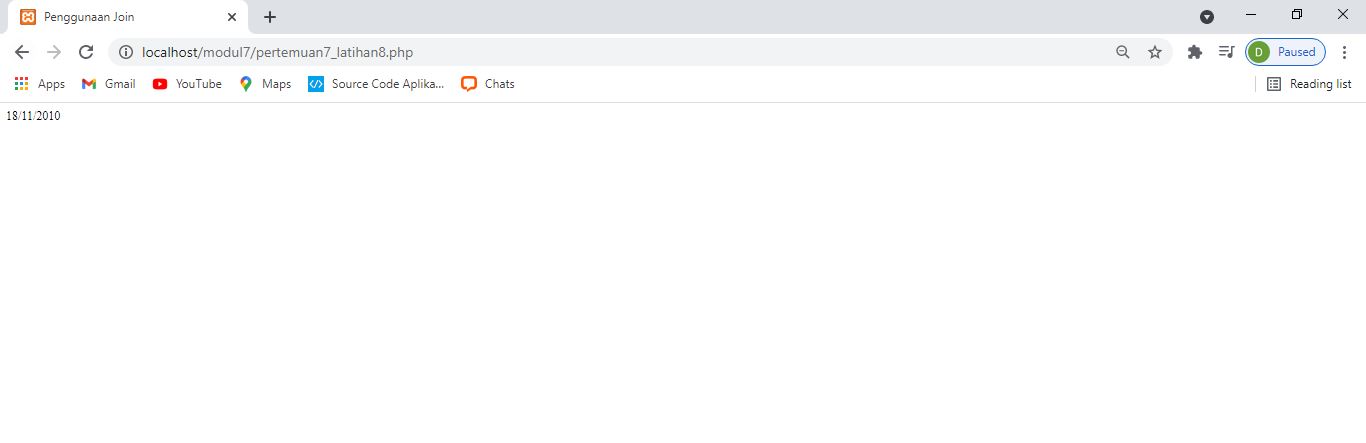 Penggunaan Join
localhost/modul7/pertemuan7_latihan8.php
D Paused
Apps Gmail YouTube Maps Source Code Aplika... Chats Reading list
18/11/2010